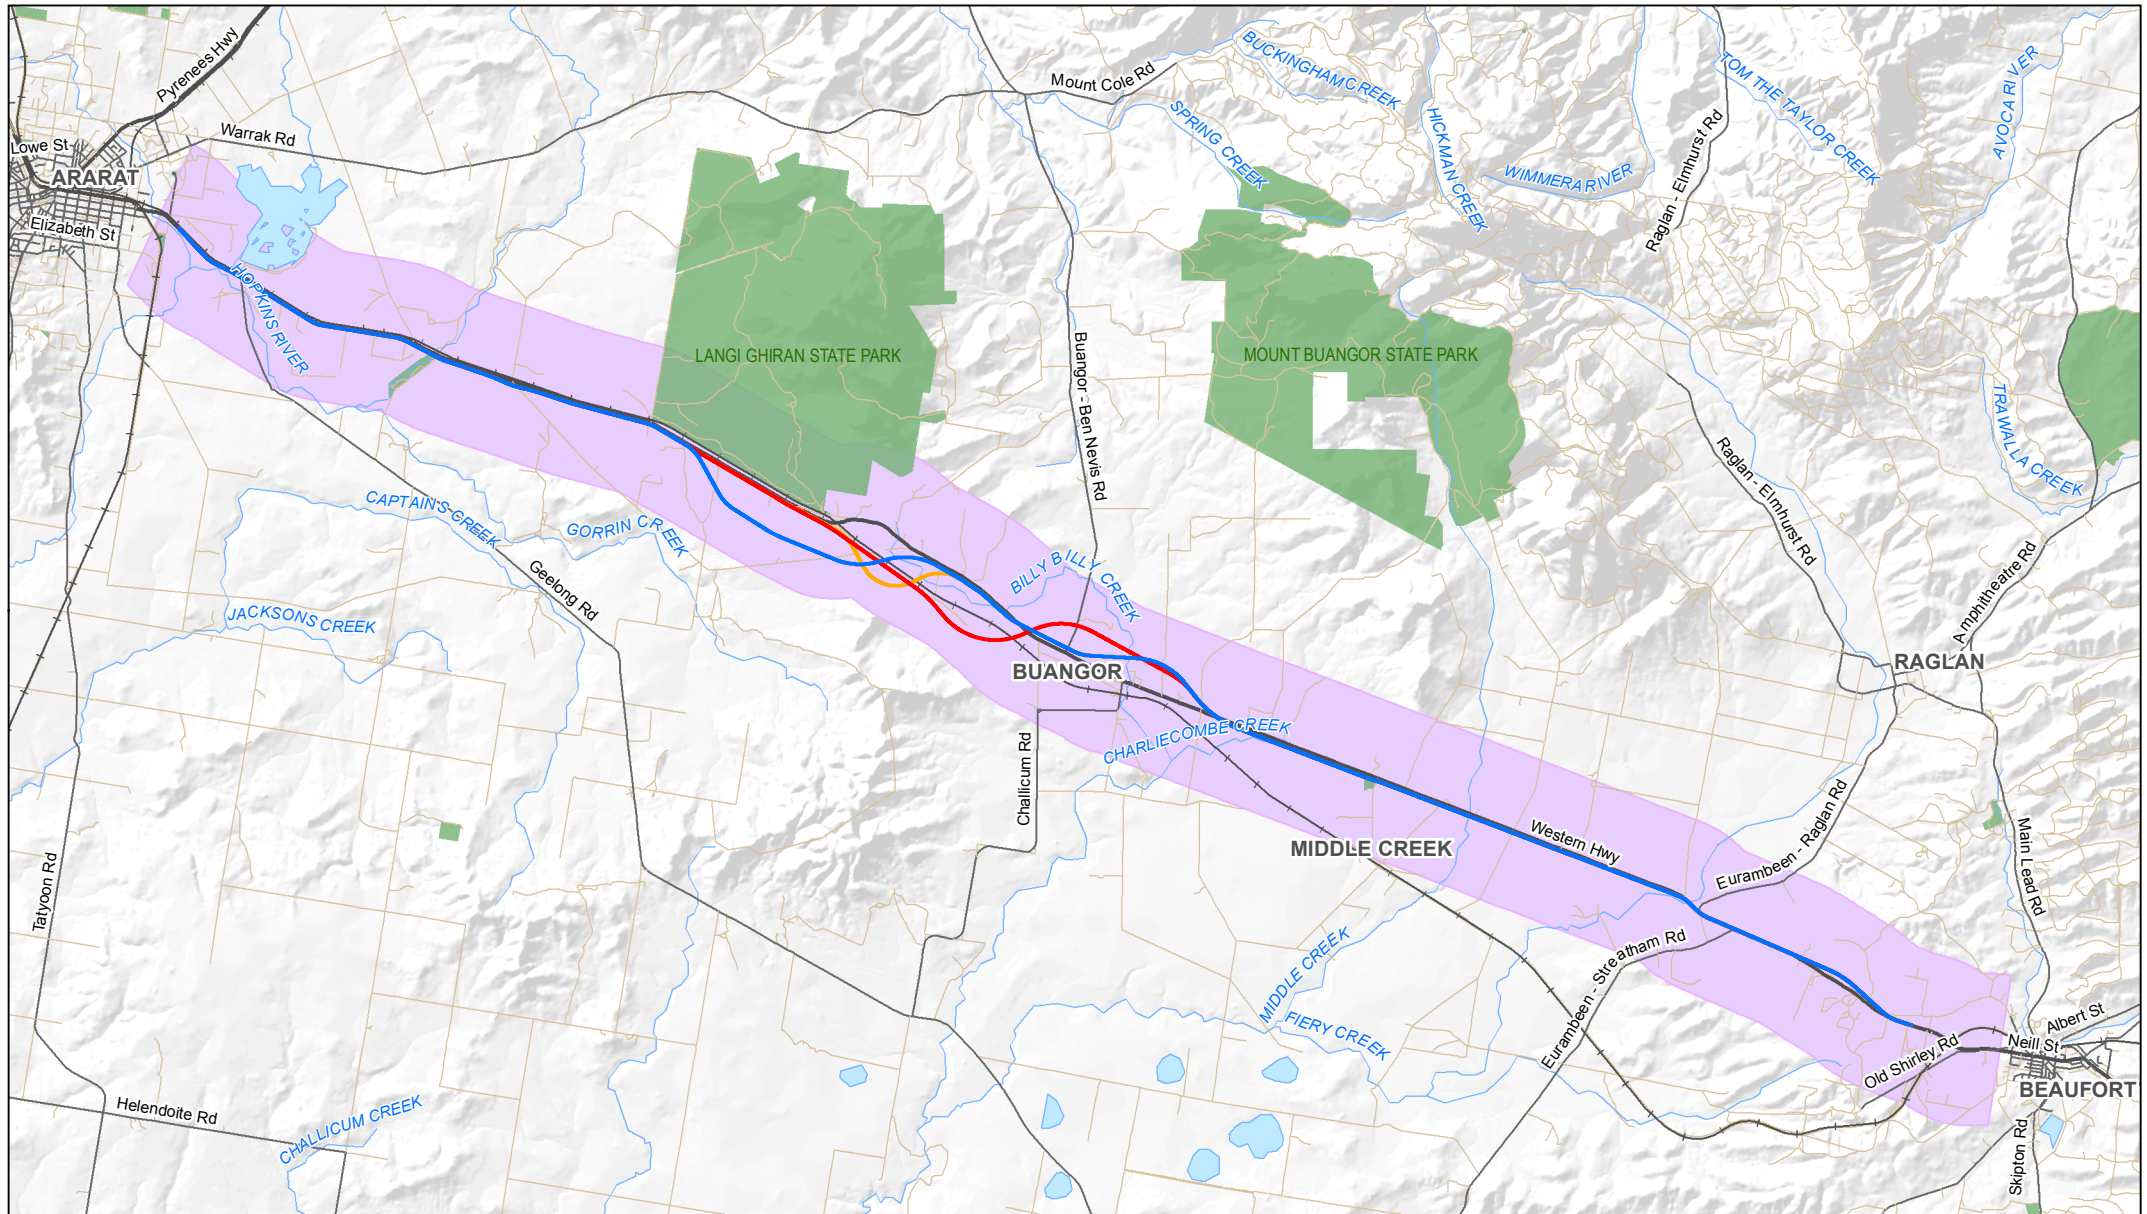 Pyrenees Hwy
Mount Cole Rd
BUCKINGHAM CREEK
TOM THE TAYLOR CREEK
AVOCA RIVER
Lowe St
Warrak Rd
SPRING CREEK
HICKMAN CREEK
Raglan - Elmhurst Rd
ARARAT
WIMMERA RIVER
Elizabeth St
HOPKINS RIVER
LANGI GHIRAN STATE PARK
Buangor - Ben Nevis Rd
MOUNT BUANGOR STATE PARK
TRAWALLA CREEK
Raglan - Elmhurst Rd
CAPTAINS CREEK
GORRIN CREEK
Geelong Rd
BILLY BILLY CREEK
Amphitheatre Rd
JACKSONS CREEK
BUANGOR
RAGLAN
CHARLIECOMBE CREEK
Challicum Rd
Western Hwy
MIDDLE CREEK
Eurambeen - Raglan Rd
Main Lead Rd
Tatyoon Rd
Eurambeen - Streatham Rd
MIDDLE CREEK
FIERY CREEK
Albert St
Neill St
Old Shirley Rd
BEAUFORT
Helendoite Rd
CHALLICUM CREEK
Skipton Rd